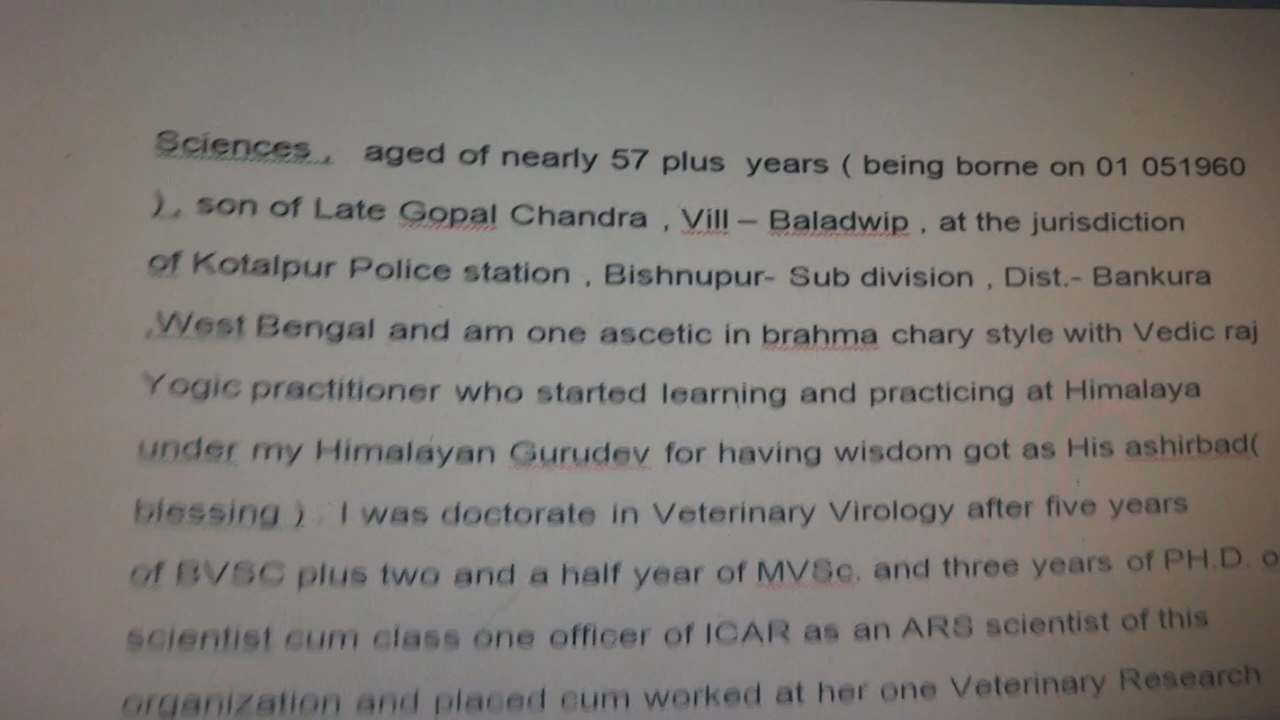 Sciences , aged of nearly 57 plus years ( being borne on 01 051960
) , son of Late Gopal Chandra , Vill – Baladwip , at the jurisdiction
of Kotalpur Police station , Bishnupur- Sub division , Dist.- Bankura
,West Bengal and am one ascetic in brahma chary style with Vedic raj
Yogic practitioner who started learning and practicing at Himalaya
under my Himalayan Gurudev for having wisdom got as His ashirbad(
blessing ) I was doctorate in Veterinary Virology after five years
of BVSC plus two and a half year of MVSc, and three years of PH.D.
scientist cum class one officer of ICAR as an ARS scientist of this
organization and placed cum worked at her one Veterinary Research